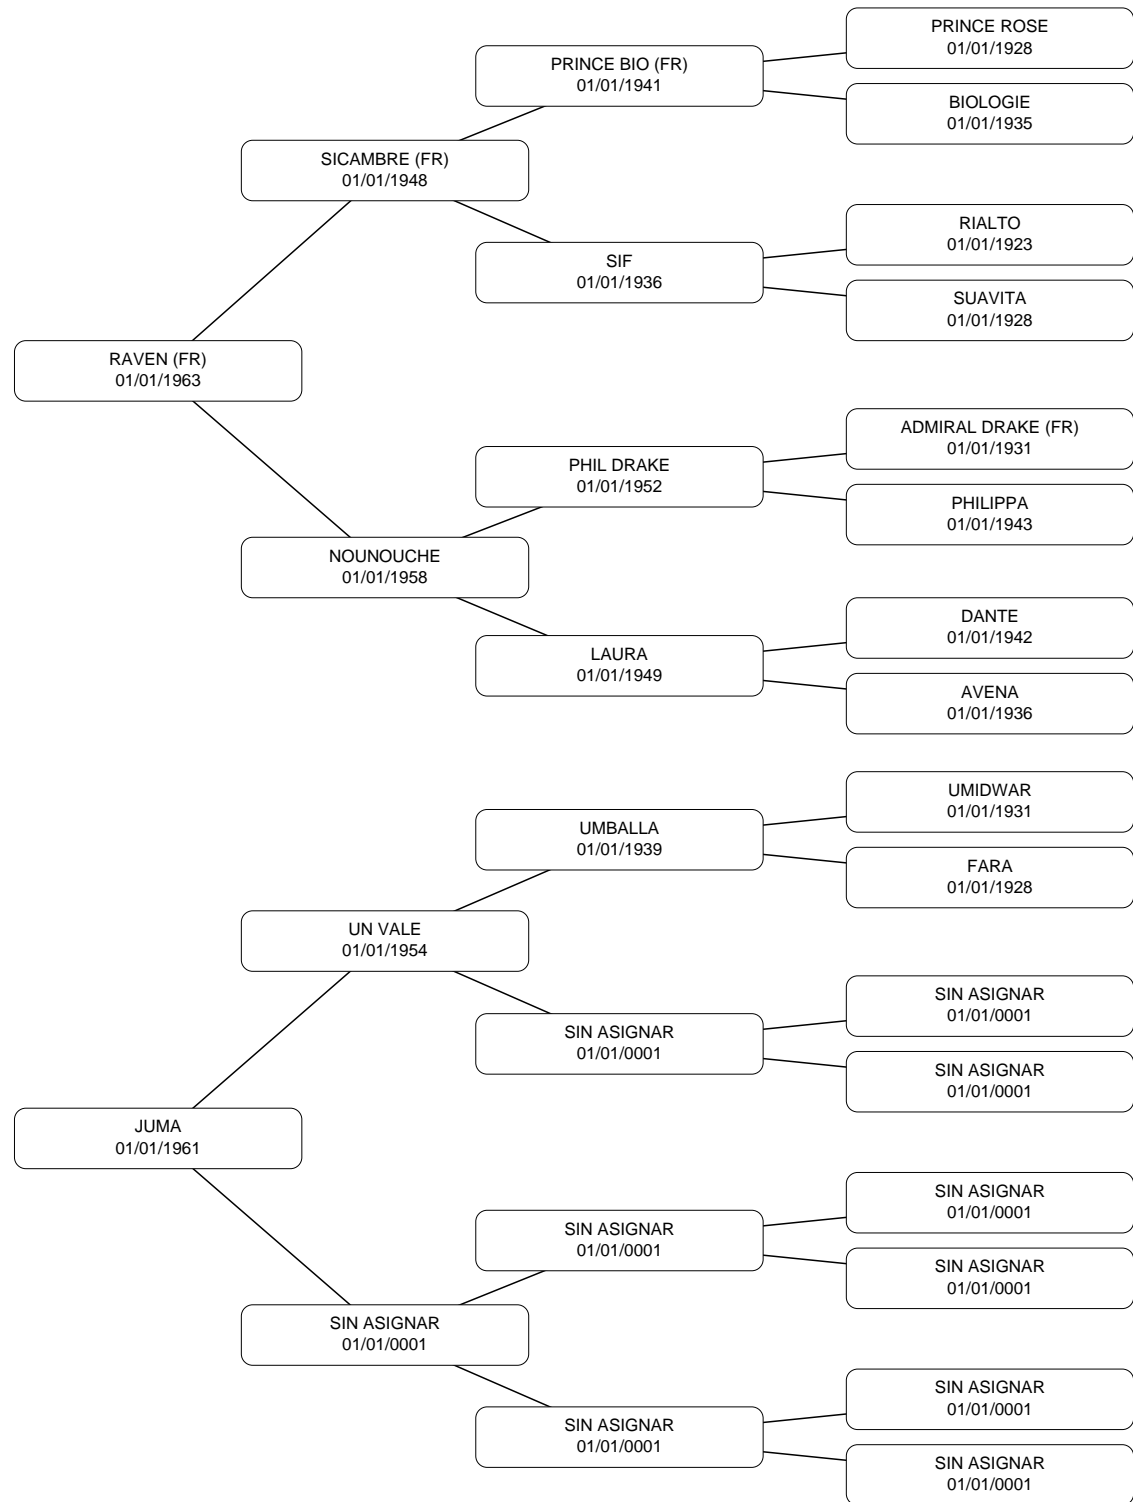 PRINCE ROSE
01/01/1928
PRINCE BIO (FR)
01/01/1941
BIOLOGIE
01/01/1935
SICAMBRE (FR)
01/01/1948
RIALTO
01/01/1923
SIF
01/01/1936
SUAVITA
01/01/1928
RAVEN (FR)
01/01/1963
ADMIRAL DRAKE (FR)
01/01/1931
PHIL DRAKE
01/01/1952
PHILIPPA
01/01/1943
NOUNOUCHE
01/01/1958
DANTE
01/01/1942
LAURA
01/01/1949
AVENA
01/01/1936
UMIDWAR
01/01/1931
UMBALLA
01/01/1939
FARA
01/01/1928
UN VALE
01/01/1954
SIN ASIGNAR
01/01/0001
SIN ASIGNAR
01/01/0001
SIN ASIGNAR
01/01/0001
JUMA
01/01/1961
SIN ASIGNAR
01/01/0001
SIN ASIGNAR
01/01/0001
SIN ASIGNAR
01/01/0001
SIN ASIGNAR
01/01/0001
SIN ASIGNAR
01/01/0001
SIN ASIGNAR
01/01/0001
SIN ASIGNAR
01/01/0001